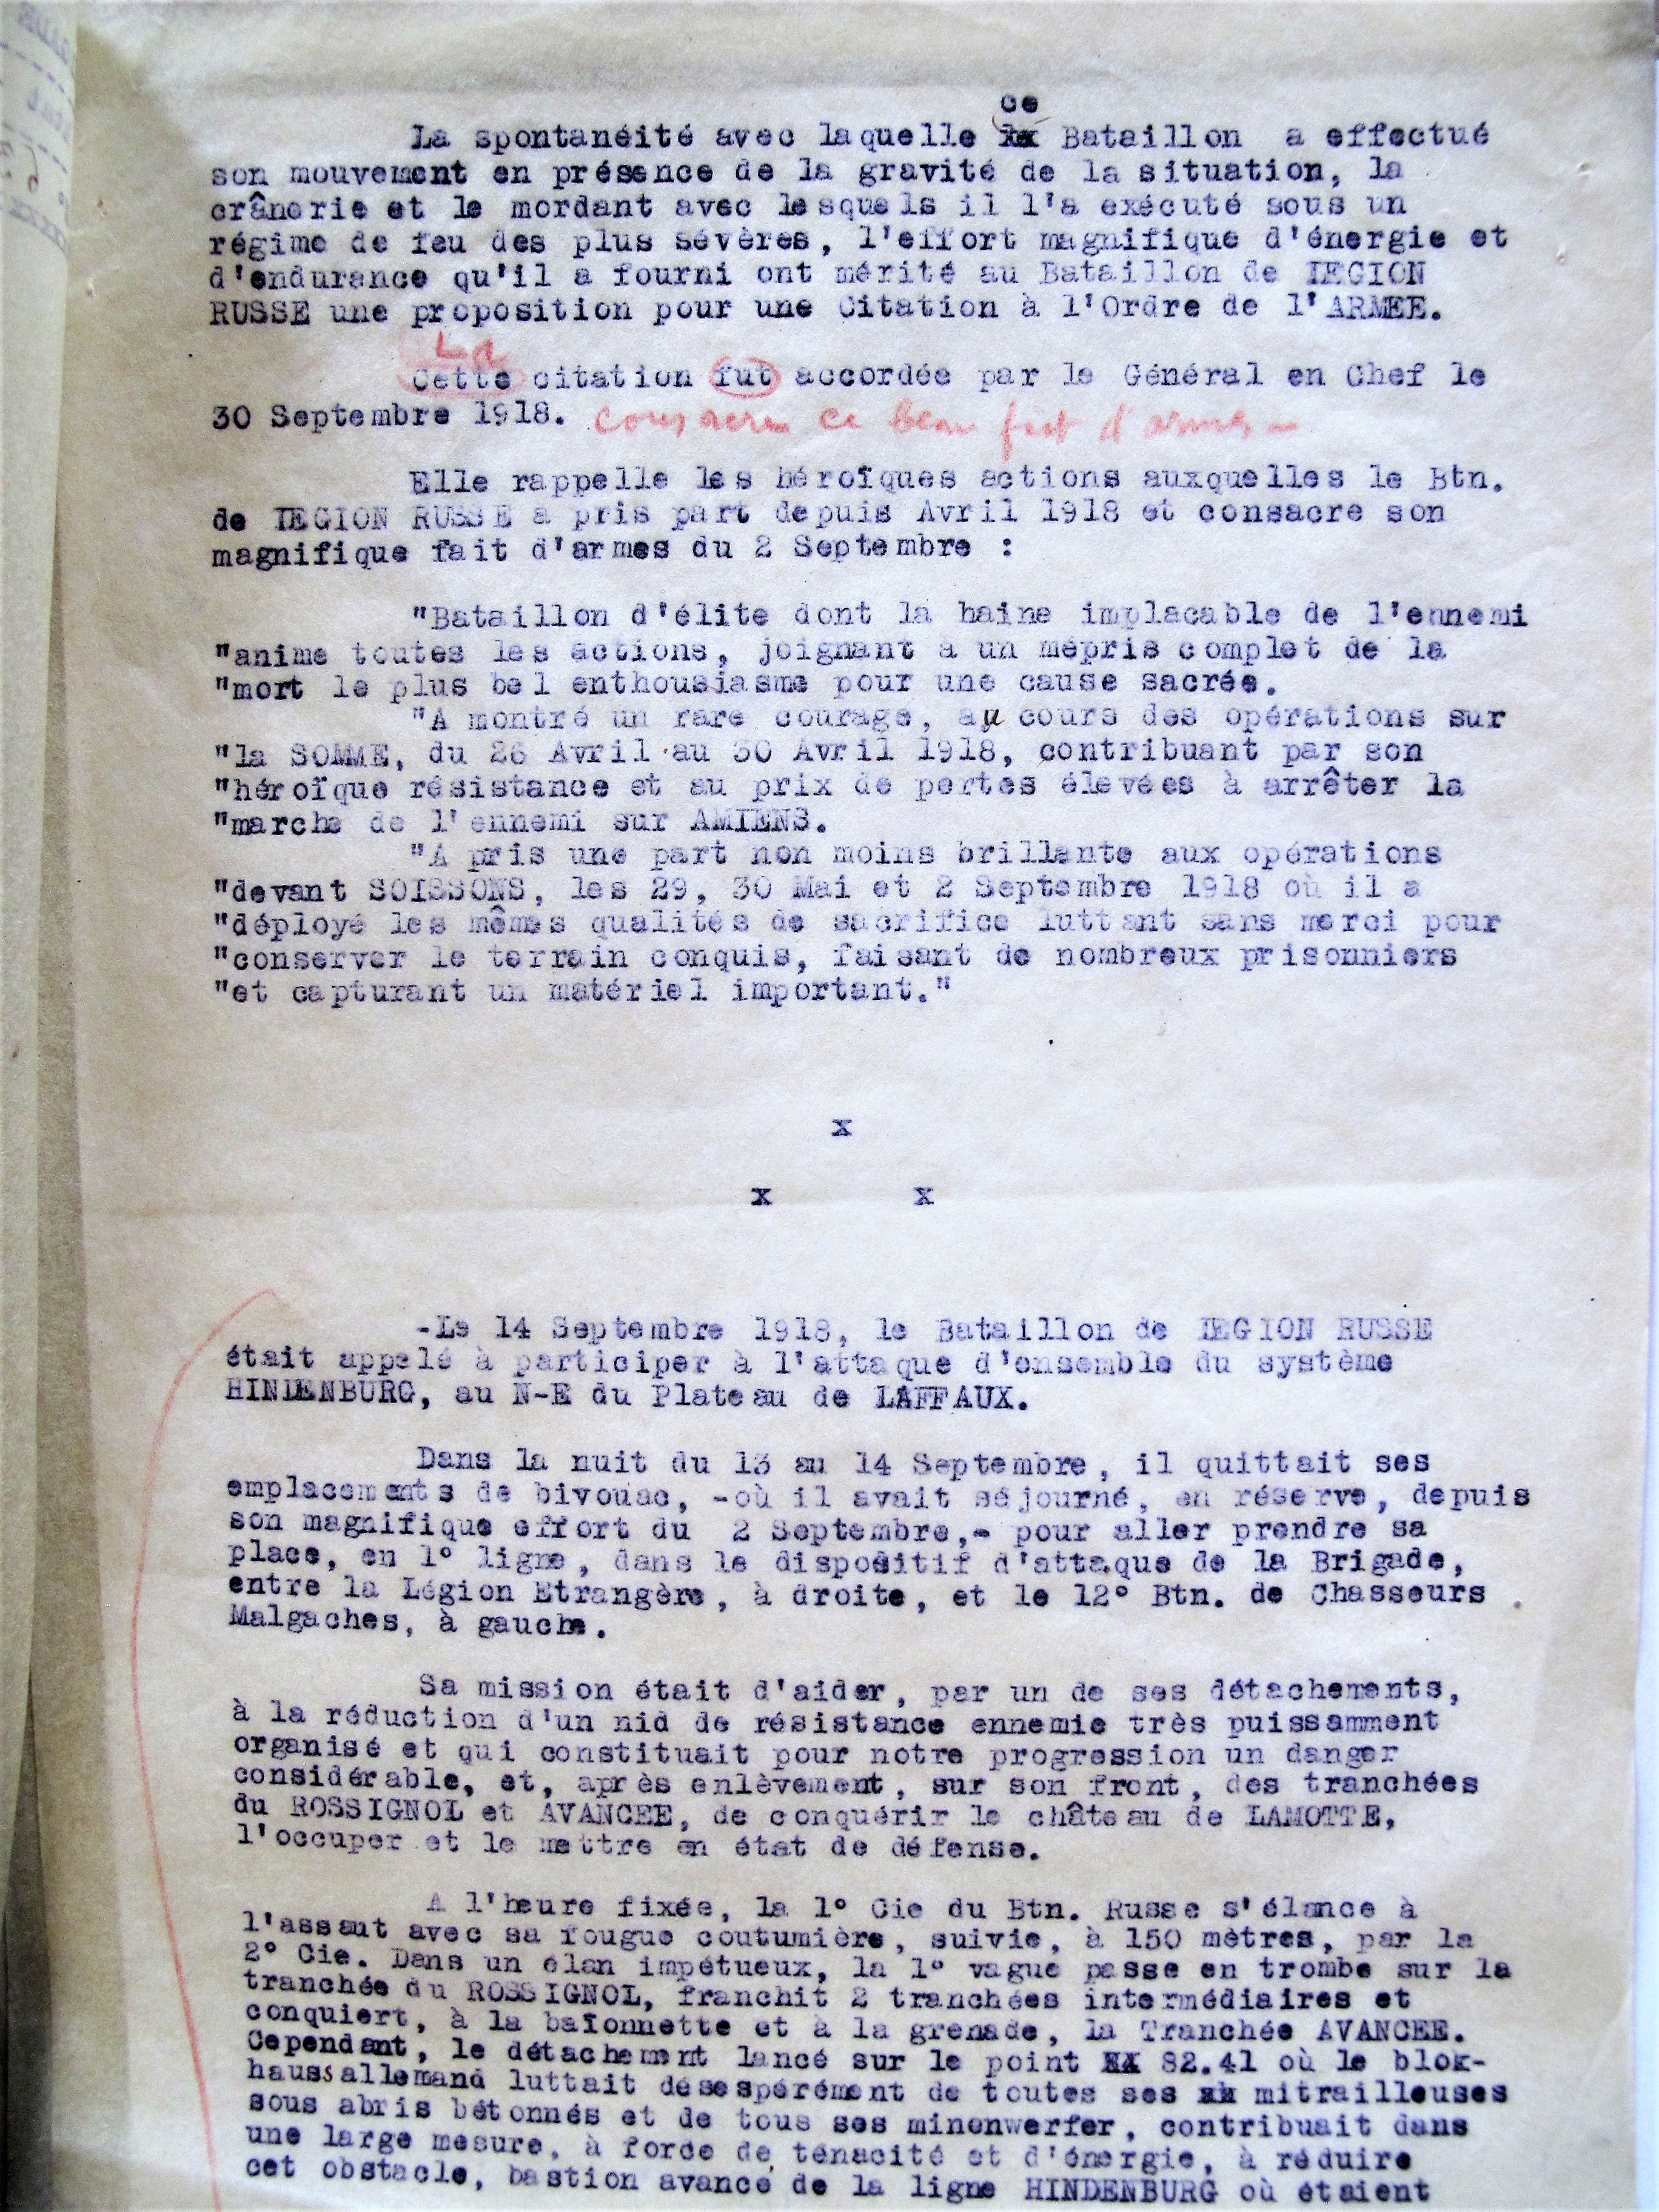 ce
La spontanéité avec laquelle Bataillon a effectué
son mouvement en présence de la gravité de la situation, la
crânerie et le mordant avec lesquels il l'a exécuté sous un
régime de feu des plus sévères, l'effort magnifique d'énergie et
d'endurance qu'il a fourni ont mérité au Bataillon de LEGION
RUSSE une proposition pour une Citation à l'Ordre de l'ARMEE.
La
Cette citation fut accordée par le Général en Chef le
30 Septembre 1918. ce beau fait d'armes
Elle rappelle les héroïques actions auxquelles le Btn.
de LEGION RUSSE a pris part depuis Avril 1918 et consacre son
magnifique fait d'armes du 2 Septembre :
"Bataillon d'élite dont la haine implacable de l'ennemi
"anime toutes les actions, joignant à un mépris complet de la
"mort le plus bel enthousiasme pour une cause sacrée.
"A montré un rare courage, au cours des opérations sur
"la SOMME, du 26 Avril au 30 Avril 1918, contribuant par son
"héroïque résistance et au prix de pertes élevées à arrêter la
"marche de l'ennemi sur AMIENS.
"A pris une part non moins brillante aux opérations
"devant SOISSONS, les 29, 30 Mai et 2 Septembre 1918 où il a
"déployé les mêmes qualités de sacrifice luttant sans merci pour
"conserver le terrain conquis, faisant de nombreux prisonniers
"et capturant un matériel important."
x
x x
-Le 14 Septembre 1918, le Bataillon de LEGION RUSSE
était appelé à participer à l'attaque d'ensemble du système
HINDENBURG, au N-E du Plateau de LAFFAUX.
Dans la nuit du 13 au 14 Septembre, il quittait ses
emplacements de bivouac, -où il avait séjourné, en réserve, depuis
son magnifique effort du 2 Septembre,- pour aller prendre sa
place, en 1° ligne, dans le dispositif d'attaque de la Brigade,
entre la Légion Etrangère, à droite, et le 12° Btn. de Chasseurs
Malgaches, à gauche.
Sa mission était d'aider, par un de ses détachements,
à la réduction d'un nid de résistance ennemie très puissamment
organisé et qui constituait pour notre progression un danger
considérable, et, après enlèvement, sur son front, des tranchées
du ROSSIGNOL et AVANCEE, de conquérir le château de LAMOTTE,
l'occuper et le mettre en état de défense.
A l'heure fixée, la 1° Cie du Btn. Russe s'élance à
l'assaut avec sa fougue coutumière, suivie, à 150 mètres, par la
2° Cie. Dans un élan impétueux, la 1° vague passe en trombe sur la
tranchée du ROSSIGNOL, franchit 2 tranchées intermédiaires et
conquiert, à la baïonnette et à la grenade, la Tranchée AVANCEE.
Cependant, le détachement lancé sur le point 82.41 où le blok-
hauss allemand luttait désespérément de toutes ses mitrailleuses
sous abris bétonnés et de tous ses minenwerfer, contribuait dans
une large mesure, à force de ténacité et d'énergie, à réduire
cet obstacle, bastion avancé de la ligne HINDENBURG où étaient